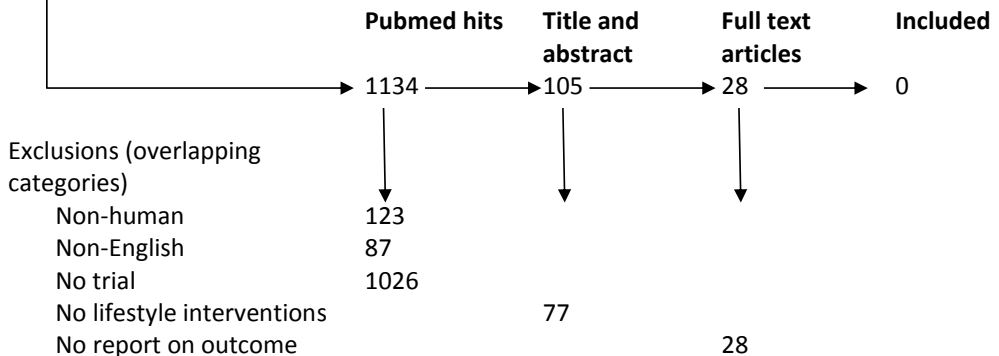 Pubmed hits Title and Full text Included
abstract articles
1134 105 28 0
Exclusions (overlapping
categories)
Non-human 123
Non-English 87
No trial 1026
No lifestyle interventions 77
No report on outcome 28